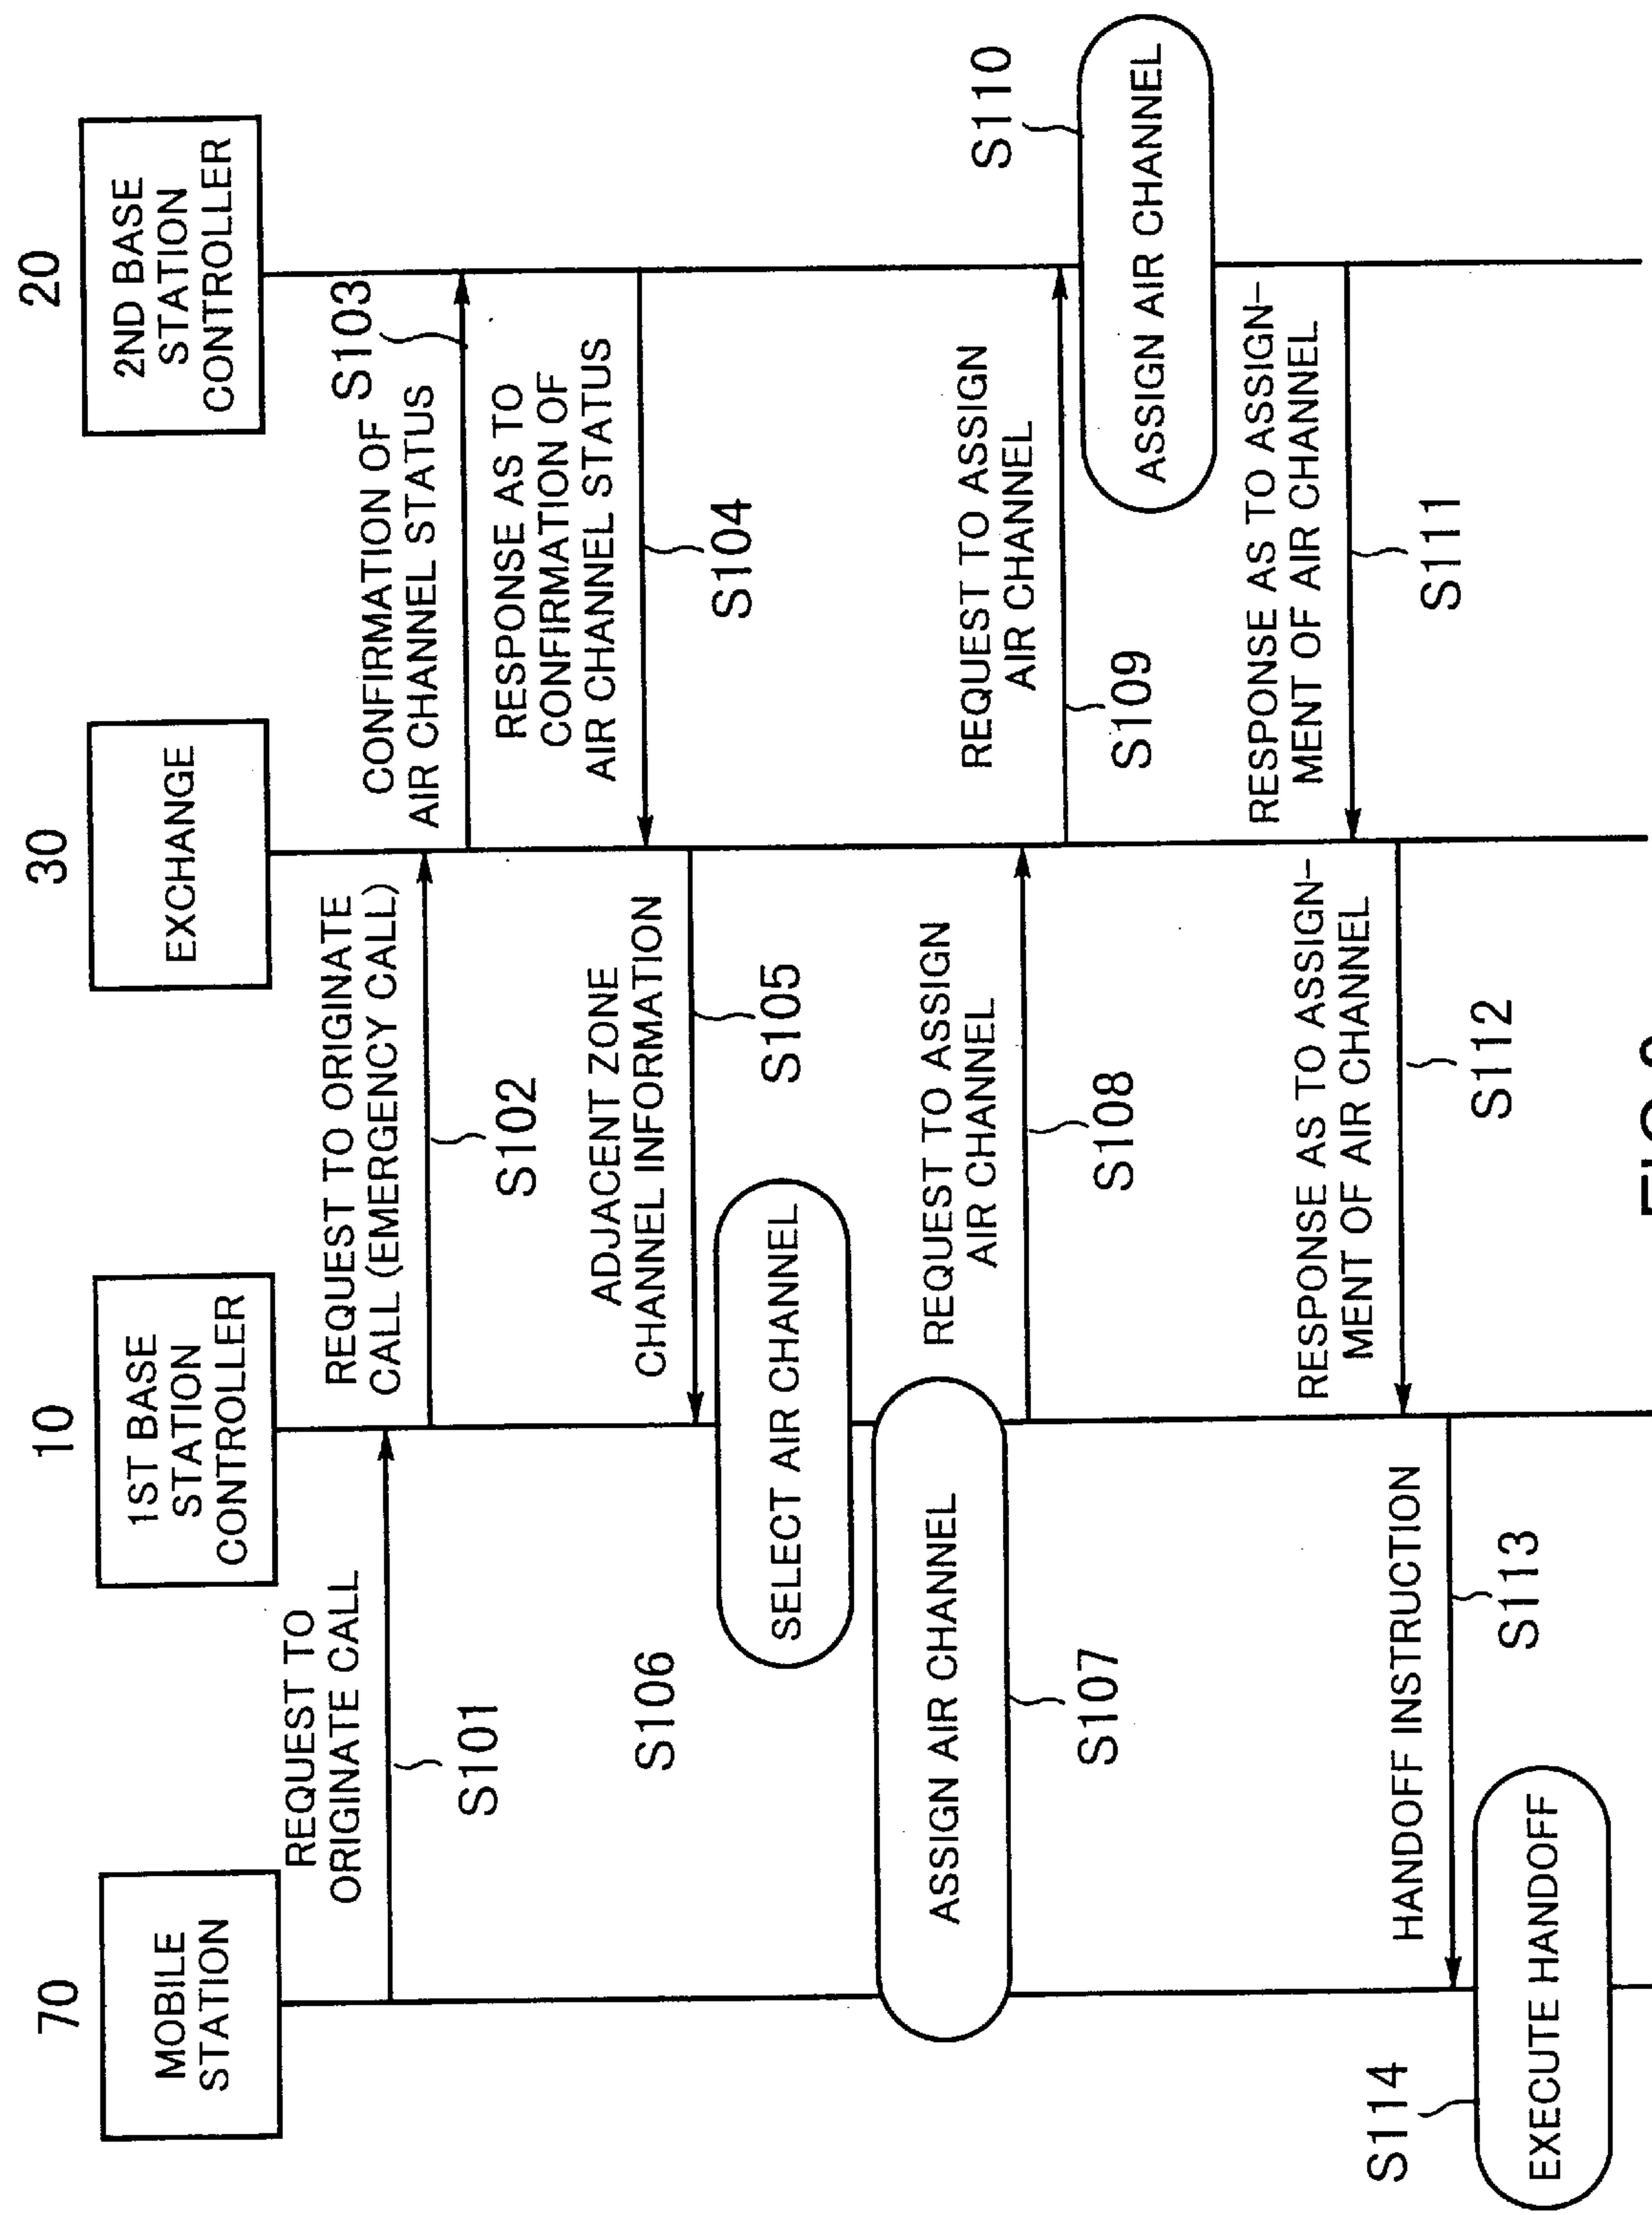 70
MOBILE
STATION
10
1ST BASE
STATION
CONTROLLER
30
EXCHANGE
20
2ND BASE
STATION
CONTROLLER
REQUEST TO
ORIGINATE CALL
S101
REQUEST TO ORIGINATE
CALL (EMERGENCY CALL)
S102
CONFIRMATION OF
AIR CHANNEL STATUS
S103
RESPONSE AS TO
CONFIRMATION OF
AIR CHANNEL STATUS
S104
ADJACENT ZONE
CHANNEL INFORMATION
S105
S106
SELECT AIR CHANNEL
ASSIGN AIR CHANNEL
S107
REQUEST TO ASSIGN
AIR CHANNEL
S108
REQUEST TO ASSIGN
AIR CHANNEL
S109
S110
ASSIGN AIR CHANNEL
RESPONSE AS TO ASSIGN-
MENT OF AIR CHANNEL
S111
RESPONSE AS TO ASSIGN-
MENT OF AIR CHANNEL
S112
HANDOFF INSTRUCTION
S113
S114
EXECUTE HANDOFF